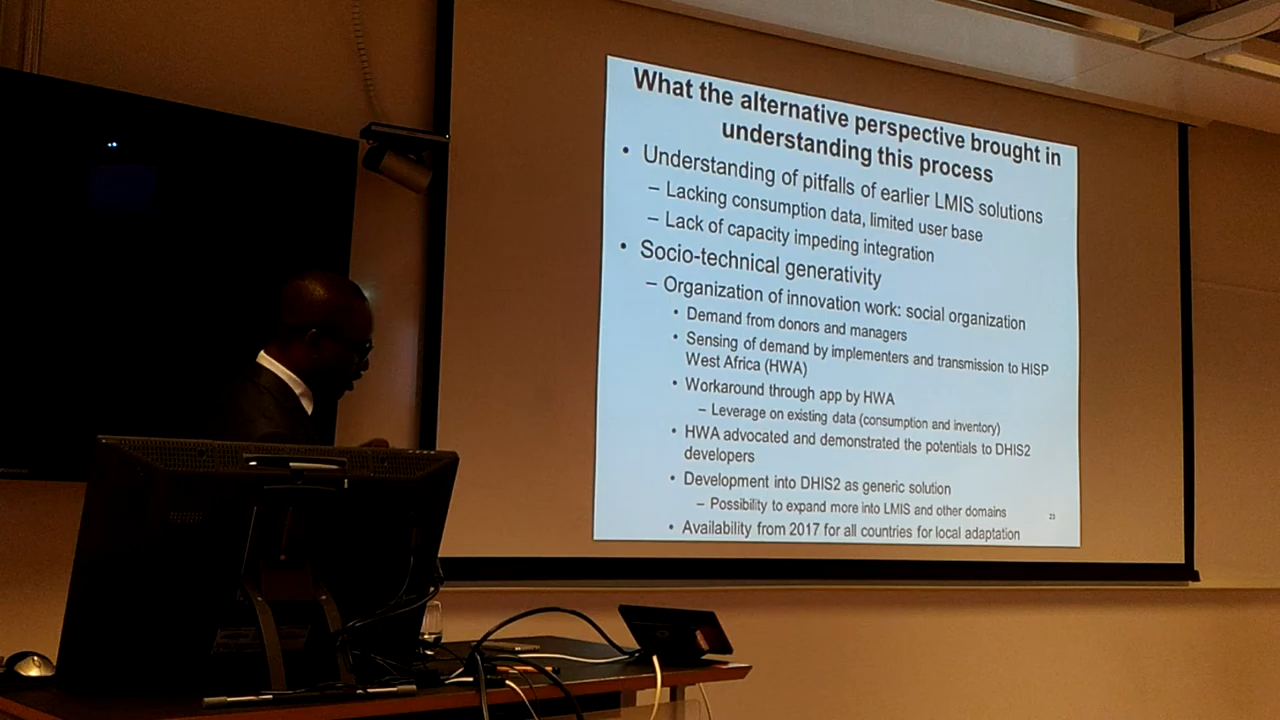 What the alternative perspective brought in
understanding this process
• Understanding of pitfalls of earlier LMIS solutions
– Lacking consumption data, limited user base
– Lack of capacity impeding integration
• Socio-technical generativity
– Organization of innovation work: social organization
• Demand from donors and managers
• Sensing of demand by implementers and transmission to HISP
West Africa (HWA)
• Workaround through app by HWA
– Leverage on existing data (consumption and inventory)
• HWA advocated and demonstrated the potentials to DHIS2
developers
• Development into DHIS2 as generic solution
– Possibility to expand more into LMIS and other domains
23
• Availability from 2017 for all countries for local adaptation